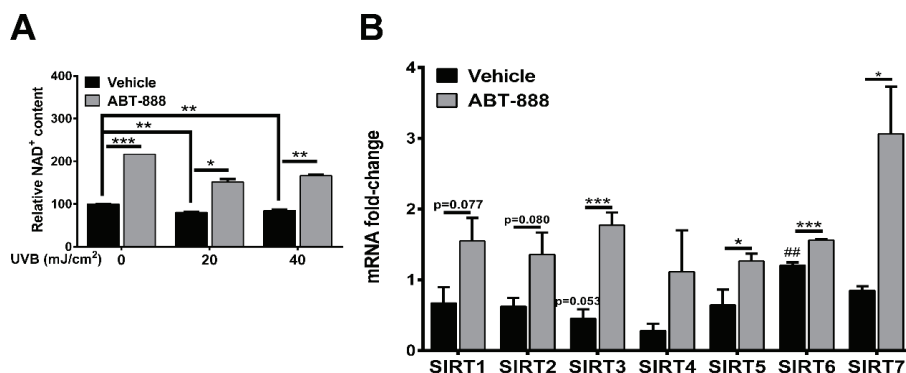 A
Relative NAD+ content
400
300
200
100
0
Vehicle
ABT-888
**
**
***
*
**
UVB (mJ/cm²)
0 20 40
B
mRNA fold-change
4
3
2
1
0
Vehicle
ABT-888
p=0.077
p=0.080
p=0.053
***
*
##
***
*
SIRT1 SIRT2 SIRT3 SIRT4 SIRT5 SIRT6 SIRT7